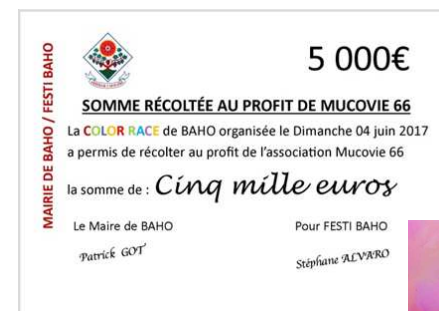 5 000€
MAIRIE DE BAHO / FESTI BAHO
SOMME RÉCOLTÉE AU PROFIT DE MUCOVIE 66
La COLOR RACE de BAHO organisée le Dimanche 04 juin 2017
a permis de récolter au profit de l'association Mucovie 66
la somme de : Cinq mille euros
Le Maire de BAHO Pour FESTI BAHO
Patrick GOT Stéphane ALVARO